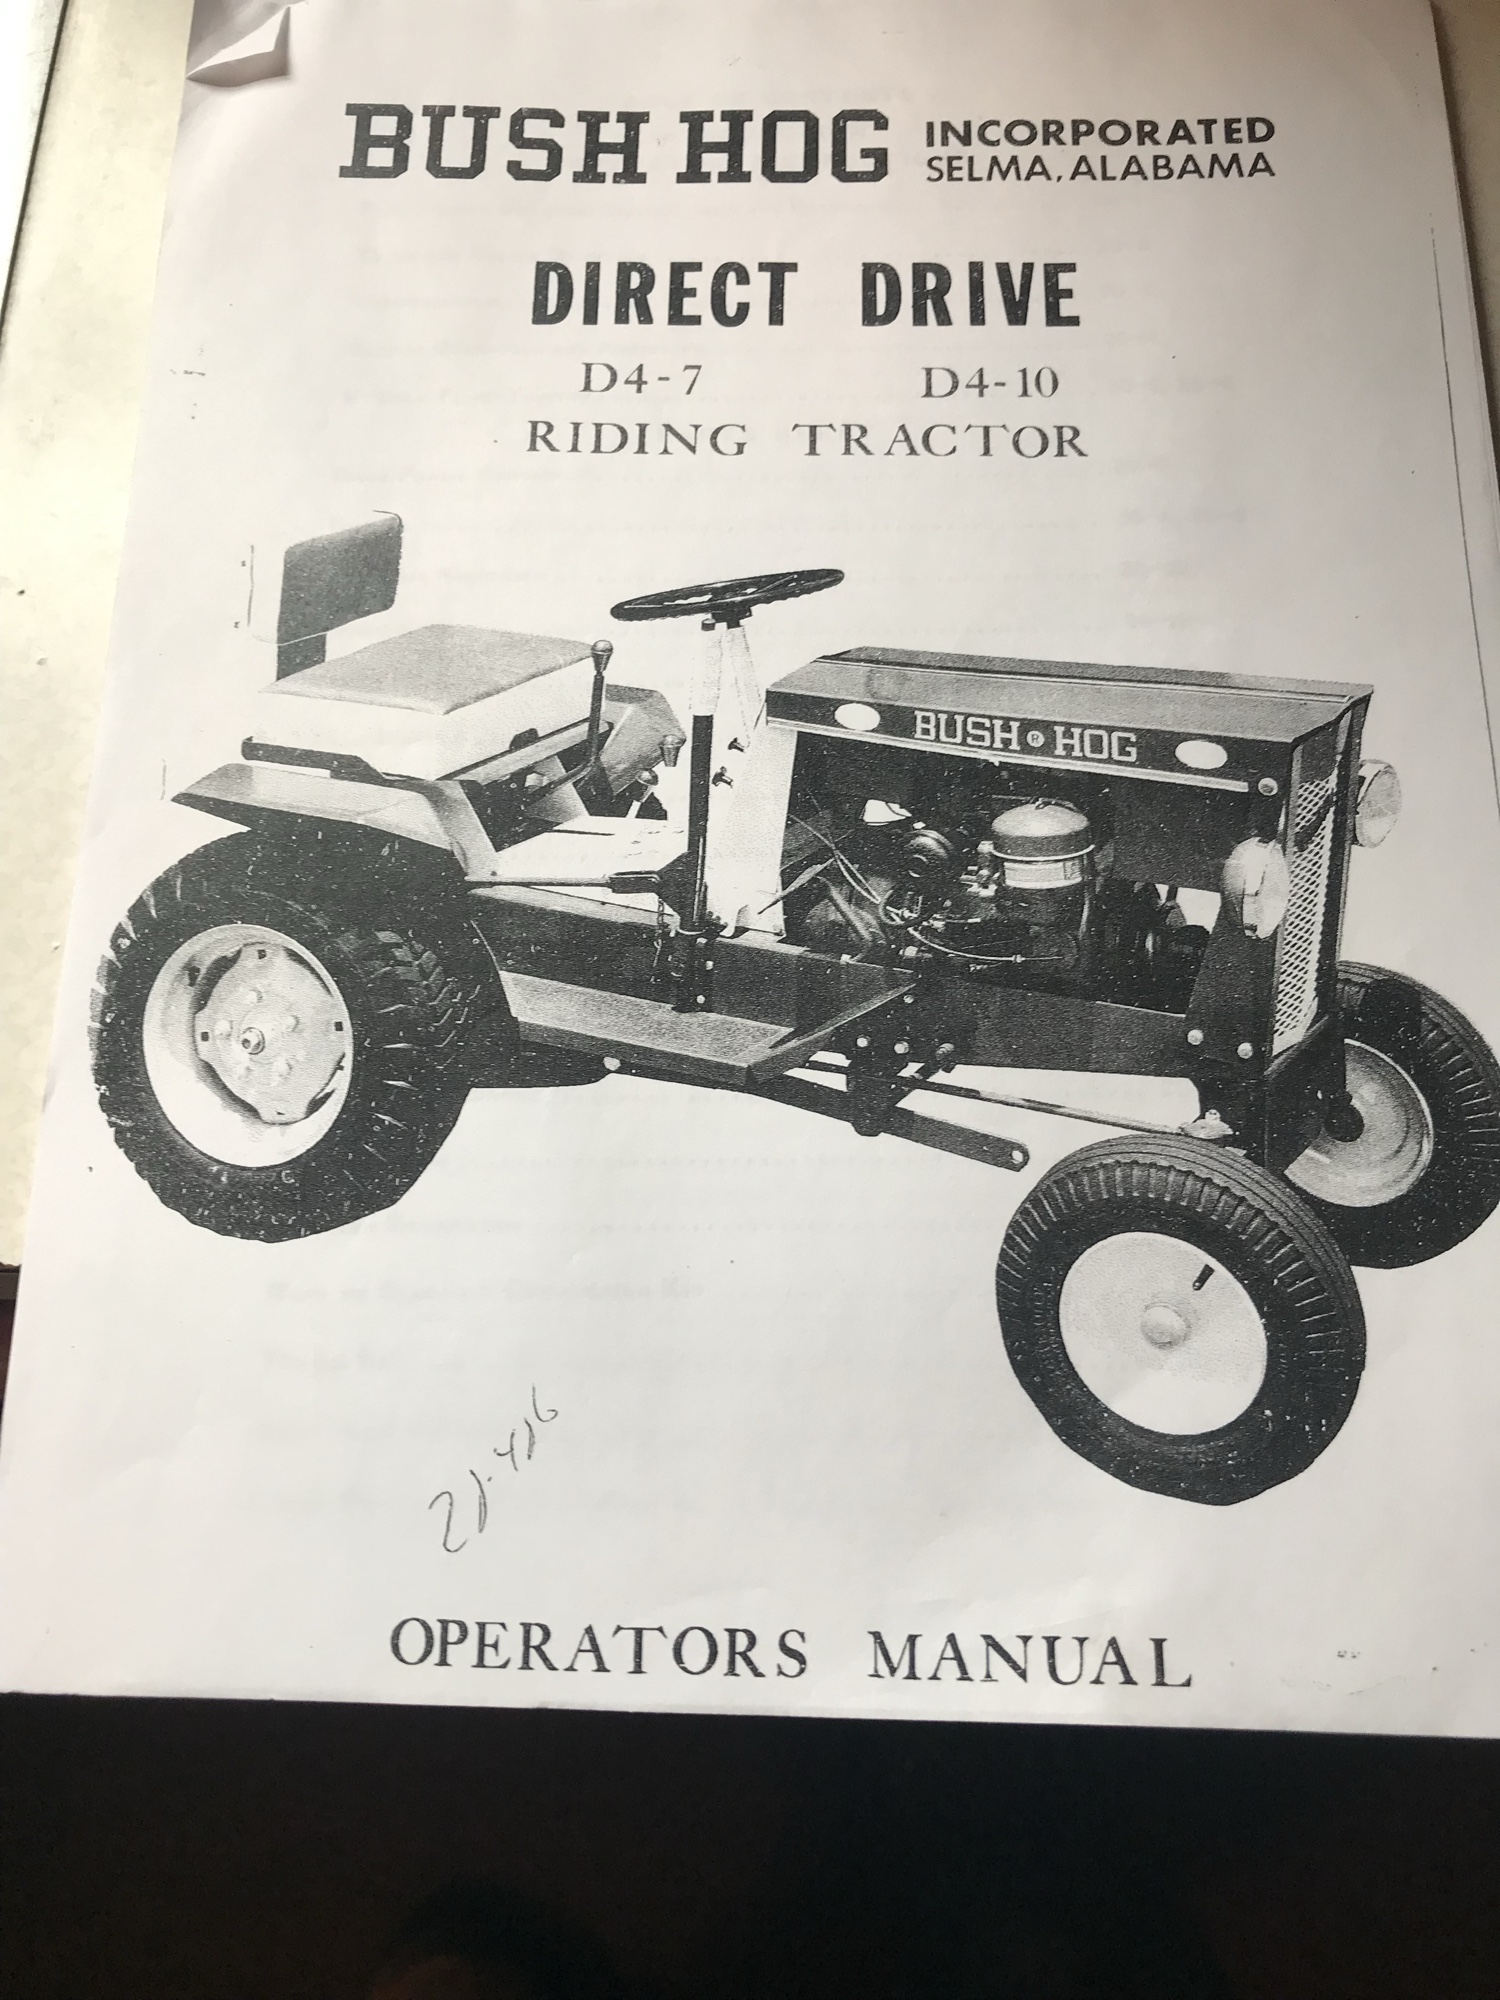 BUSH HOG INCORPORATED
SELMA, ALABAMA
DIRECT DRIVE
D4-7 D4-10
RIDING TRACTOR
BUSH ® HOG
OPERATORS MANUAL